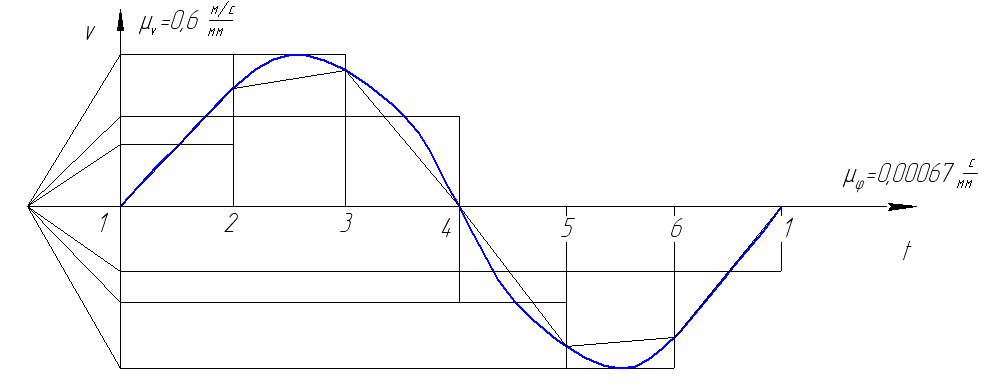 v μv=0,6 м/с/мм
μφ=0,00067 с/мм
1 2 3 4 5 6 1
t